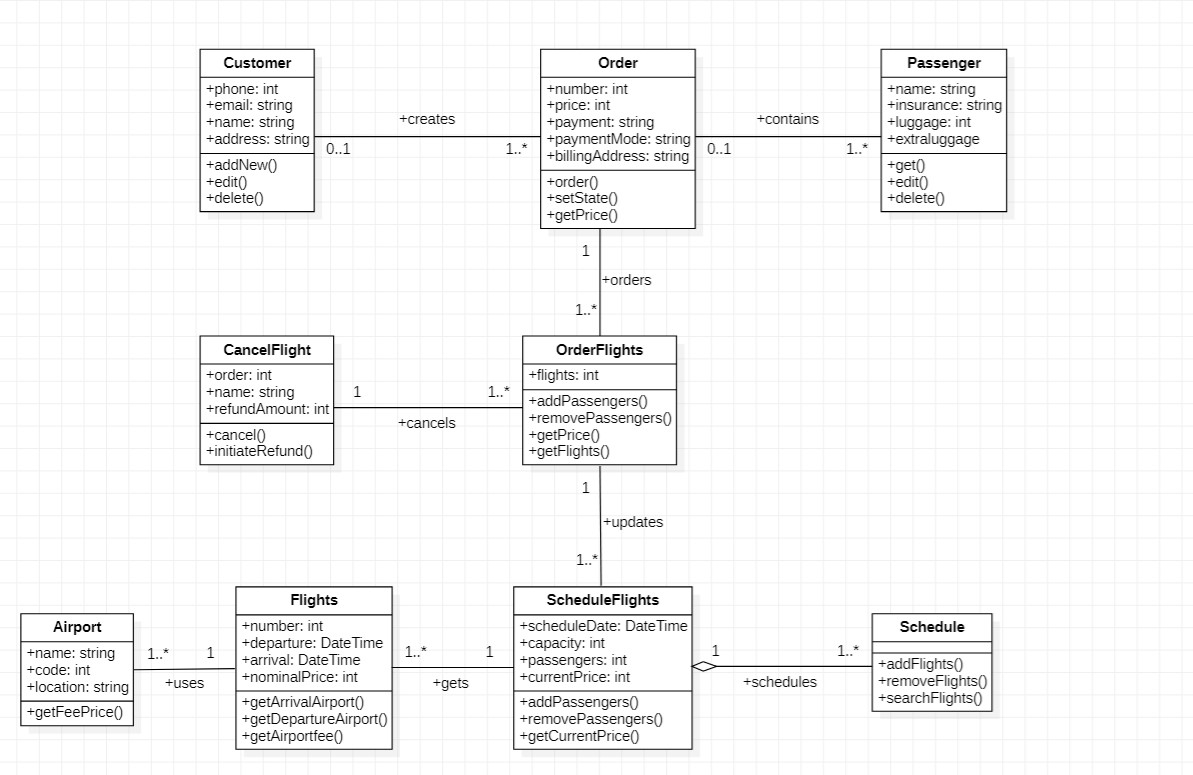 Customer
+phone: int
+email: string
+name: string
+address: string
+addNew()
+edit()
+delete()
+creates
0..1
1..*
Order
+number: int
+price: int
+payment: string
+paymentMode: string
+billingAddress: string
+order()
+setState()
+getPrice()
+contains
0..1
1..*
Passenger
+name: string
+insurance: string
+luggage: int
+extraluggage
+get()
+edit()
+delete()
1
+orders
1..*
CancelFlight
+order: int
+name: string
+refundAmount: int
+cancel()
+initiateRefund()
1
1..*
+cancels
OrderFlights
+flights: int
+addPassengers()
+removePassengers()
+getPrice()
+getFlights()
1
+updates
1..*
Airport
+name: string
+code: int
+location: string
+getFeePrice()
1..*
1
+uses
Flights
+number: int
+departure: DateTime
+arrival: DateTime
+nominalPrice: int
+getArrivalAirport()
+getDepartureAirport()
+getAirportfee()
1..*
1
+gets
ScheduleFlights
+scheduleDate: DateTime
+capacity: int
+passengers: int
+currentPrice: int
+addPassengers()
+removePassengers()
+getCurrentPrice()
1
1..*
+schedules
Schedule
+addFlights()
+removeFlights()
+searchFlights()